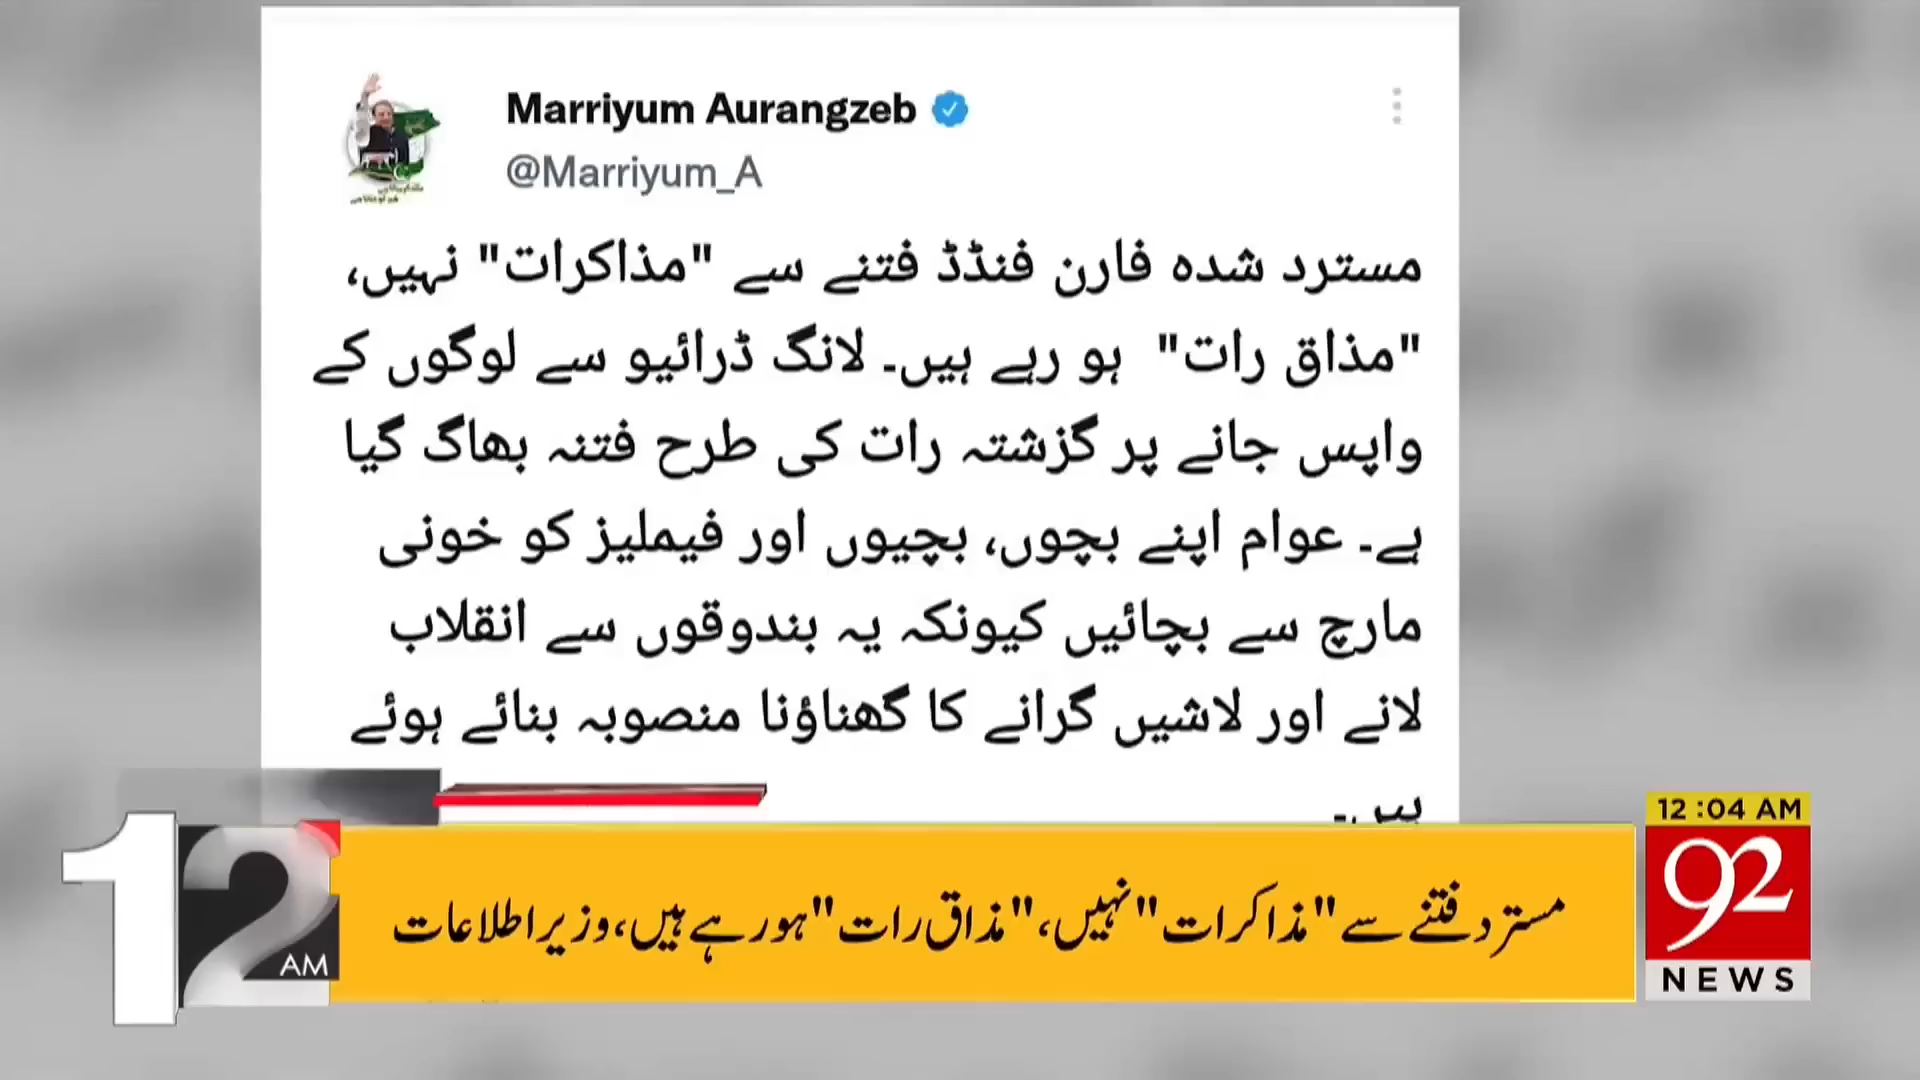 Marriyum Aurangzeb
@Marriyum_A
مسترد شدہ فارن فنڈڈ فتنے سے "مذاکرات" نہیں،
"مذاق رات" ہو رہے ہیں۔ لانگ ڈرائیو سے لوگوں کے
واپس جانے پر گزشتہ رات کی طرح فتنہ بھاگ گیا
ہے۔ عوام اپنے بچوں، بچیوں اور فیملیز کو خونی
مارچ سے بچائیں کیونکہ یہ بندوقوں سے انقلاب
لانے اور لاشیں گرانے کا گھناؤنا منصوبہ بنائے ہوئے
ہیں۔
12 AM
مسترد فتنے سے "مذاکرات" نہیں، "مذاق رات" ہو رہے ہیں، وزیر اطلاعات
12:04 AM
92
NEWS